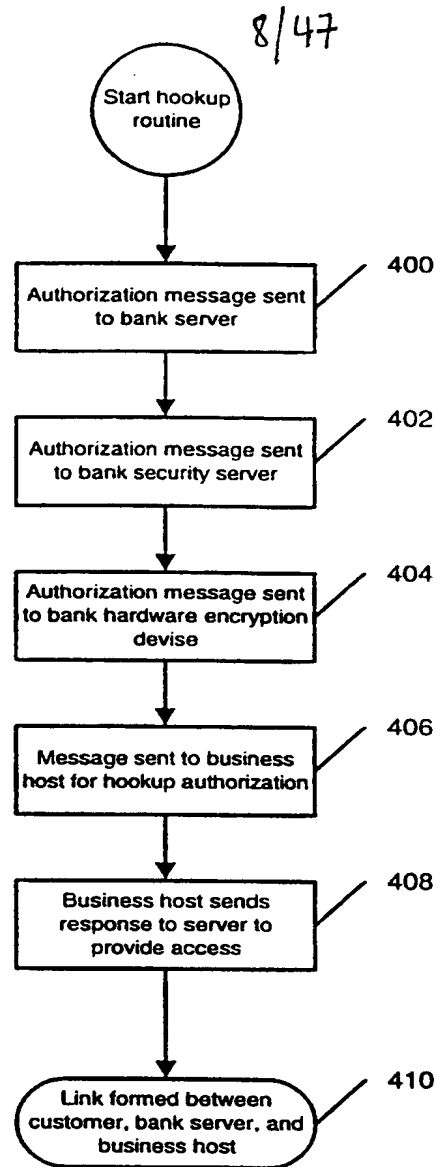 8/47
Start hookup
routine
400
Authorization message sent
to bank server
402
Authorization message sent
to bank security server
404
Authorization message sent
to bank hardware encryption
devise
406
Message sent to business
host for hookup authorization
408
Business host sends
response to server to
provide access
410
Link formed between
customer, bank server, and
business host